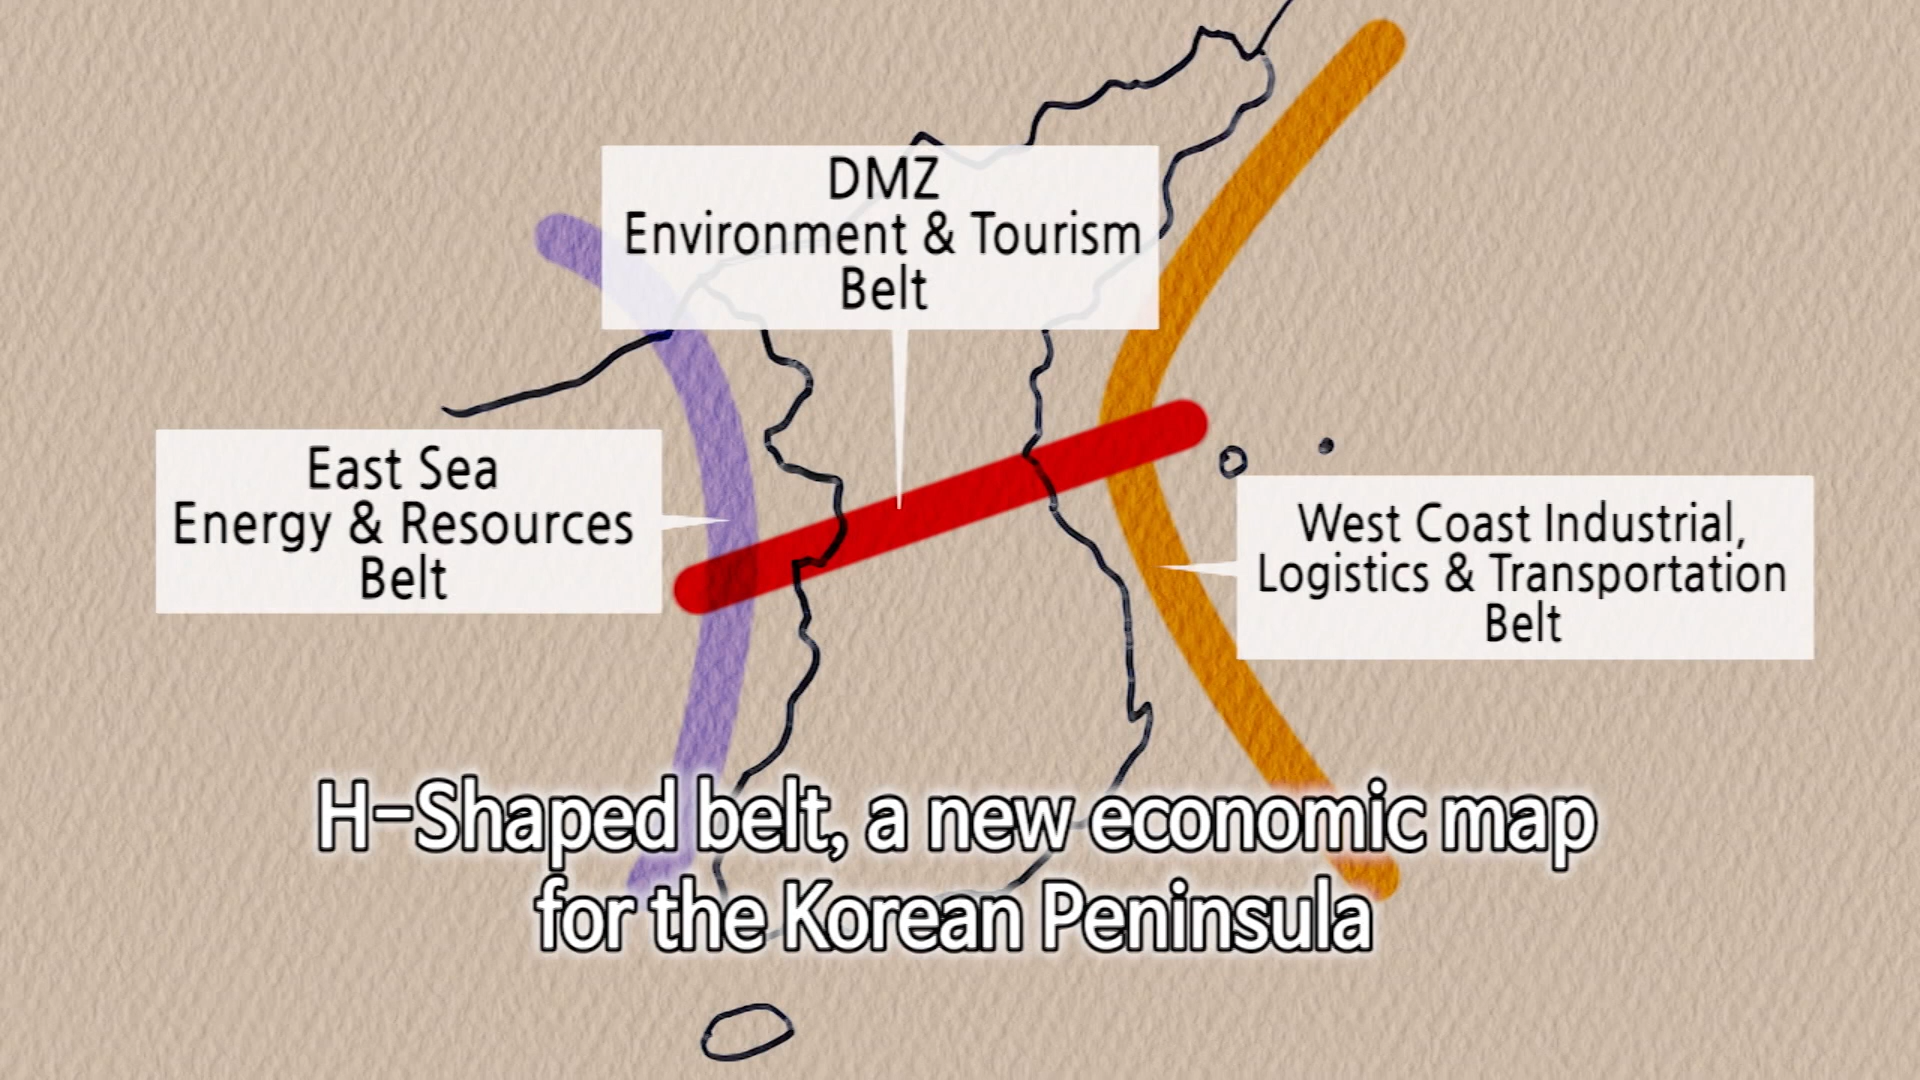 DMZ
Environment & Tourism
Belt
East Sea
Energy & Resources
Belt
West Coast Industrial,
Logistics & Transportation
Belt
H-Shaped belt, a new economic map
for the Korean Peninsula